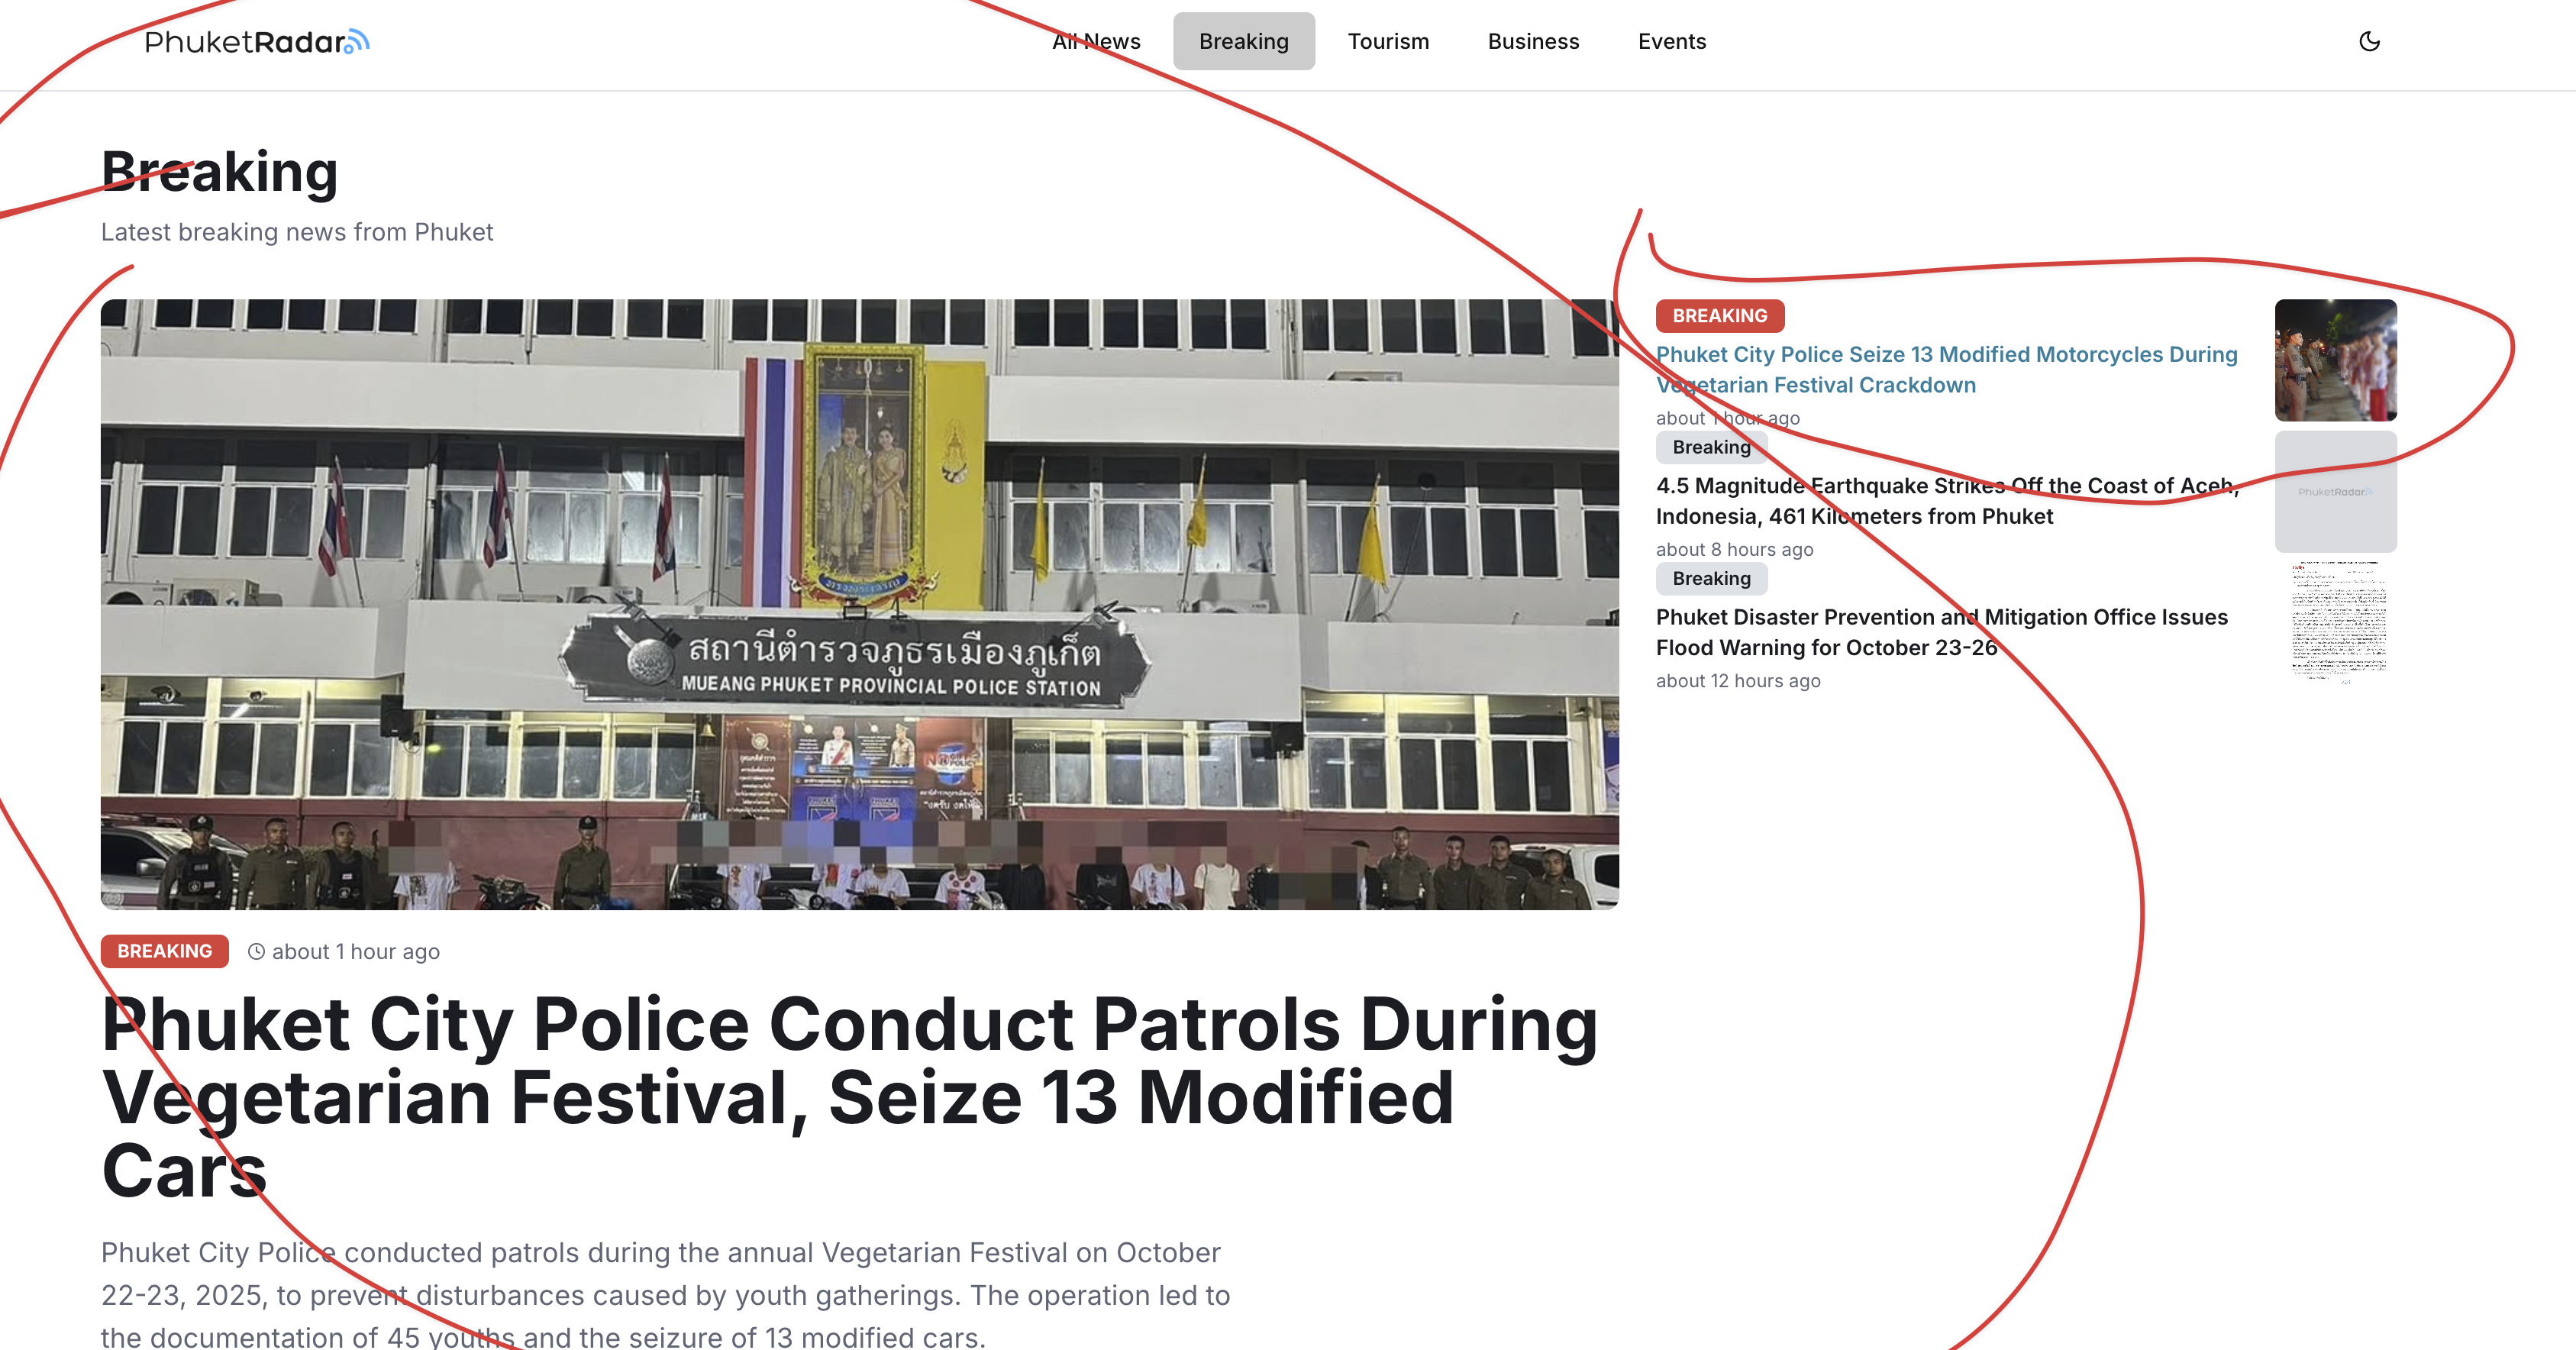 PhuketRadar
All News
Breaking
Tourism
Business
Events
Breaking
Latest breaking news from Phuket
สถานีตำรวจภูธรเมืองภูเก็ต
MUEANG PHUKET PROVINCIAL POLICE STATION
BREAKING
about 1 hour ago
Phuket City Police Conduct Patrols During
Vegetarian Festival, Seize 13 Modified
Cars
Phuket City Police conducted patrols during the annual Vegetarian Festival on October
22-23, 2025, to prevent disturbances caused by youth gatherings. The operation led to
the documentation of 45 youths and the seizure of 13 modified cars.
BREAKING
Phuket City Police Seize 13 Modified Motorcycles During
Vegetarian Festival Crackdown
about 1 hour ago
Breaking
4.5 Magnitude Earthquake Strikes Off the Coast of Aceh,
Indonesia, 461 Kilometers from Phuket
about 8 hours ago
PhuketRadar
Breaking
Phuket Disaster Prevention and Mitigation Office Issues
Flood Warning for October 23-26
about 12 hours ago